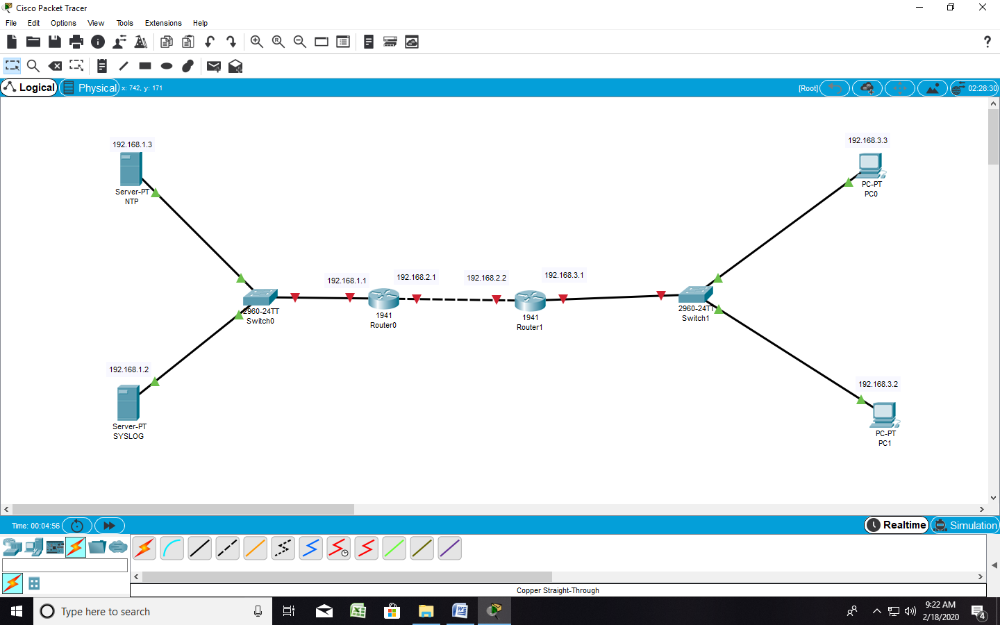 Cisco Packet Tracer
File Edit Options View Tools Extensions Help
?
Logical Physical x: 742, y: 171 [Root] 02:28:30
192.168.1.3
Server-PT
NTP
192.168.3.3
PC-PT
PC0
192.168.1.1 192.168.2.1 192.168.2.2 192.168.3.1
2960-24TT
Switch0
1941
Router0
1941
Router1
2960-24TT
Switch1
192.168.1.2
Server-PT
SYSLOG
192.168.3.2
PC-PT
PC1
Time: 00:04:56 Realtime Simulation
Copper Straight-Through
Type here to search
9:22 AM
2/18/2020
4